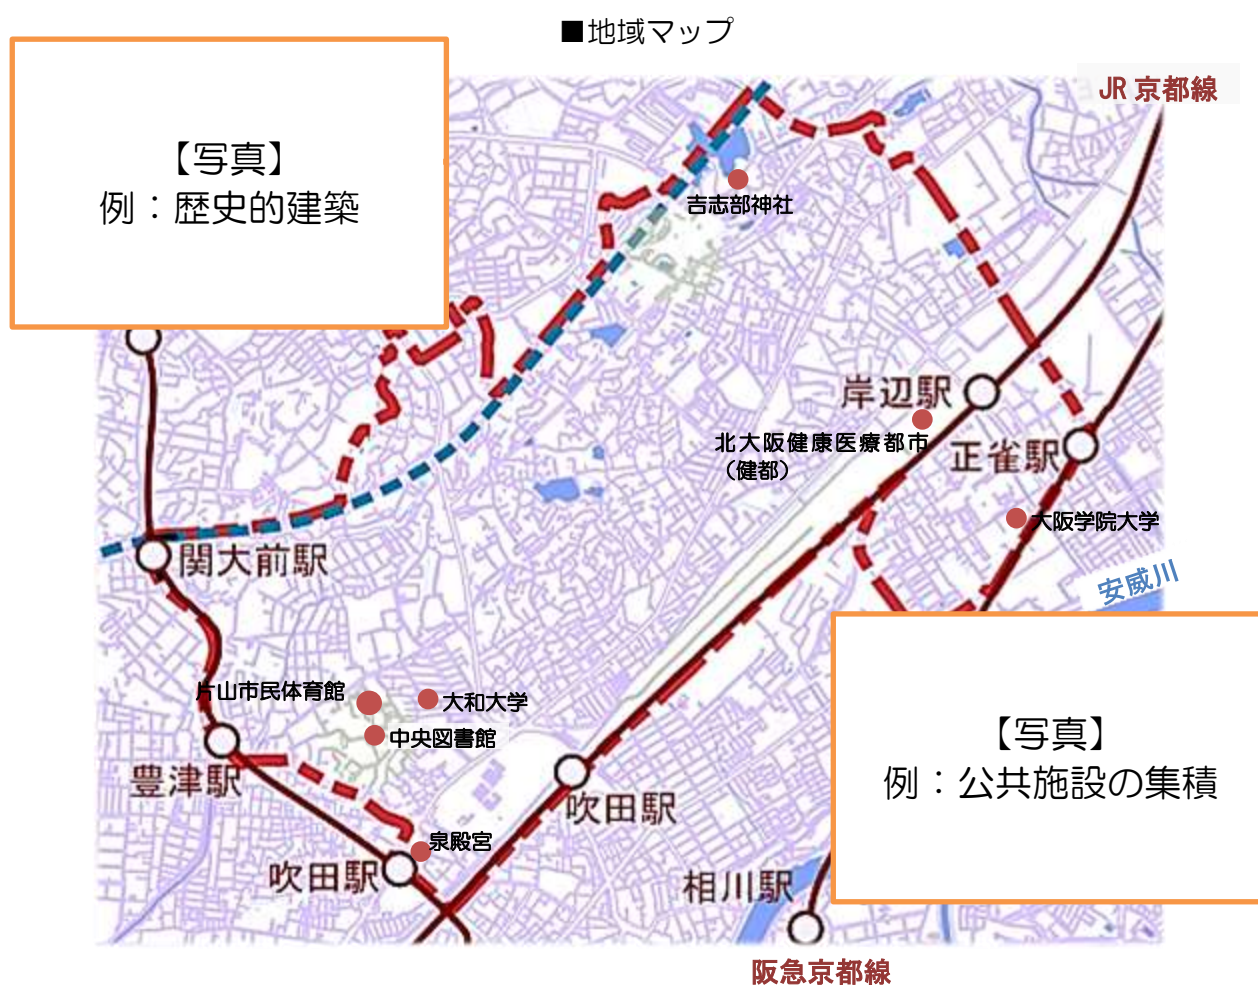 ■地域マップ
JR 京都線
【写真】
例：歴史的建築
吉志部神社
岸辺駅
北大阪健康医療都市
（健都）
正雀駅
大阪学院大学
関大前駅
安威川
片山市民体育館
大和大学
中央図書館
【写真】
例：公共施設の集積
豊津駅
吹田駅
泉殿宮
吹田駅
相川駅
阪急京都線